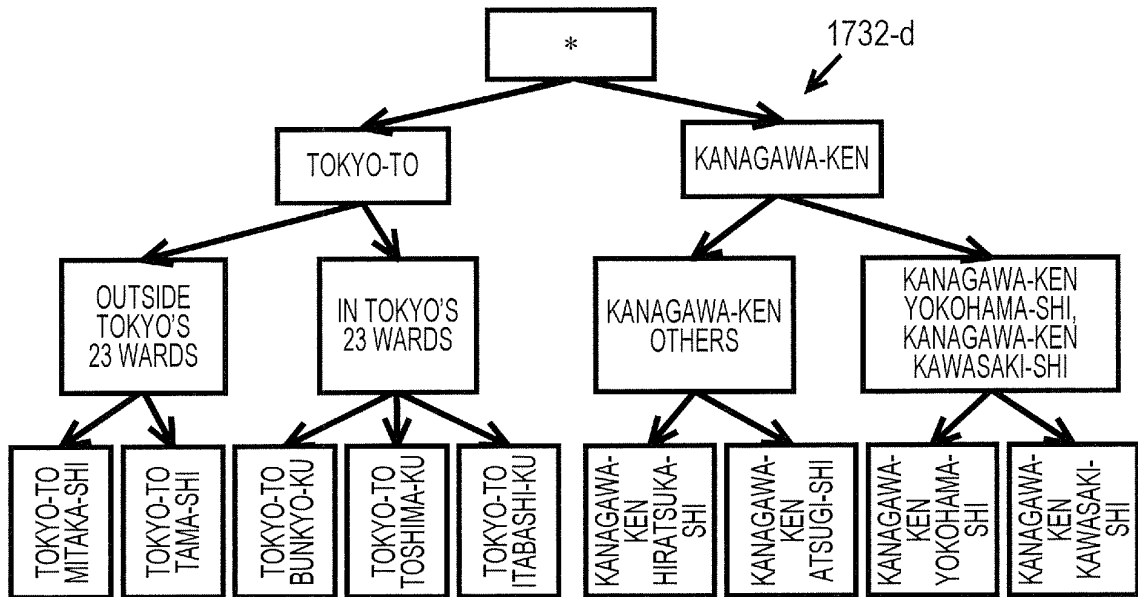 *
1732-d
TOKYO-TO
KANAGAWA-KEN
OUTSIDE
TOKYO'S
23 WARDS
IN TOKYO'S
23 WARDS
KANAGAWA-KEN
OTHERS
KANAGAWA-KEN
YOKOHAMA-SHI,
KANAGAWA-KEN
KAWASAKI-SHI
TOKYO-TO
MITAKA-SHI
TOKYO-TO
TAMA-SHI
TOKYO-TO
BUNKYO-KU
TOKYO-TO
TOSHIMA-KU
TOKYO-TO
ITABASHI-KU
KANAGAWA-
KEN
HIRATSUKA-
SHI
KANAGAWA-
KEN
ATSUGI-SHI
KANAGAWA-
KEN
YOKOHAMA-
SHI
KANAGAWA-
KEN
KAWASAKI-
SHI